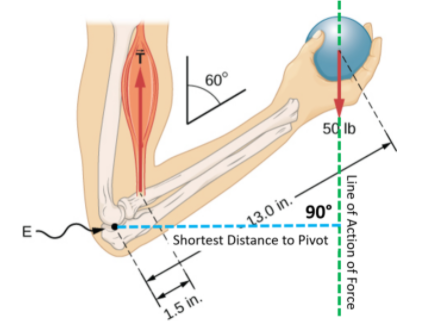 T
60°
50 lb
13.0 in.
90°
Line of Action of Force
E
Shortest Distance to Pivot
1.5 in.